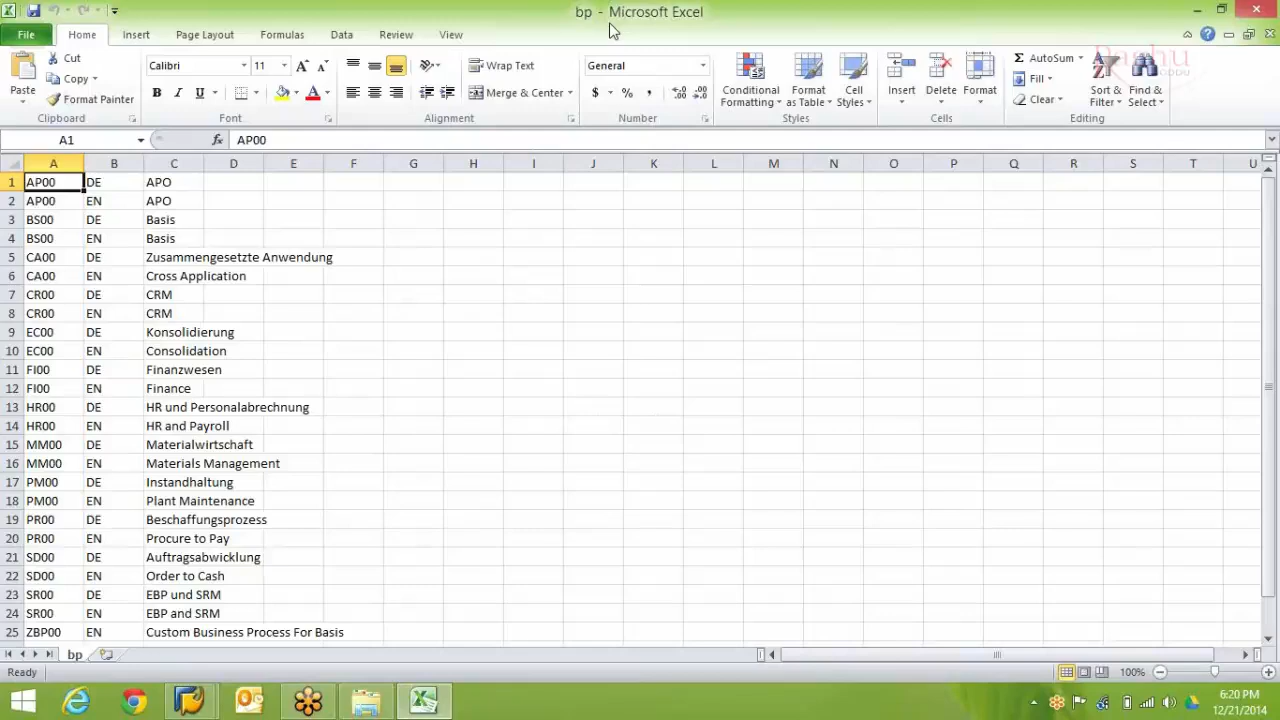 bp - Microsoft Excel
File Home Insert Page Layout Formulas Data Review View
Cut
Copy
Format Painter
Paste
Clipboard
Calibri 11
B I U
Font
Wrap Text
Merge & Center
Alignment
General
$ % ,
Number
Conditional Formatting
Format as Table
Cell Styles
Styles
Insert Delete Format
Cells
AutoSum
Fill
Clear
Sort & Filter
Find & Select
Editing
A1 fx AP00
A B C D E F G H I J K L M N O P Q R S T U
1 AP00 DE APO
2 AP00 EN APO
3 BS00 DE Basis
4 BS00 EN Basis
5 CA00 DE Zusammengesetzte Anwendung
6 CA00 EN Cross Application
7 CR00 DE CRM
8 CR00 EN CRM
9 EC00 DE Konsolidierung
10 EC00 EN Consolidation
11 FI00 DE Finanzwesen
12 FI00 EN Finance
13 HR00 DE HR und Personalabrechnung
14 HR00 EN HR and Payroll
15 MM00 DE Materialwirtschaft
16 MM00 EN Materials Management
17 PM00 DE Instandhaltung
18 PM00 EN Plant Maintenance
19 PR00 DE Beschaffungsprozess
20 PR00 EN Procure to Pay
21 SD00 DE Auftragsabwicklung
22 SD00 EN Order to Cash
23 SR00 DE EBP und SRM
24 SR00 EN EBP and SRM
25 ZBP00 EN Custom Business Process For Basis
bp
Ready 100%
6:20 PM
12/21/2014